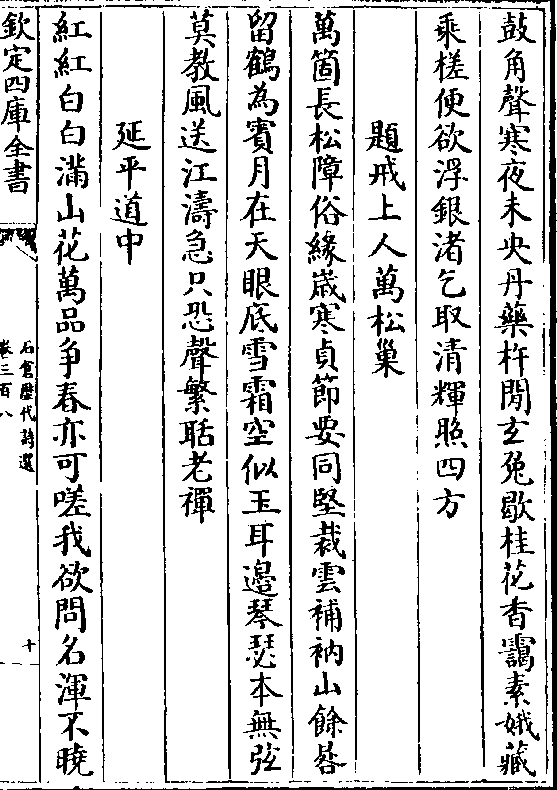 鼓角聲寒夜未央丹藥杵閒玄兔歇桂花香靄素娥藏
乘槎便欲浮銀渚乞取清輝照四方
題戒上人萬松巢
萬箇長松障俗緣歳寒貞節要同堅裁雲補衲山餘
留鶴為賓月在天眼底雪霜空似玉耳邊琴瑟本無弦
莫教風送江濤急只恐聲繁聒老禪
延平道中
紅紅白白滿山花萬品争春亦可嗟我欲問名渾不曉
欽定四庫全書
石倉歴代詩選
卷三百八
十